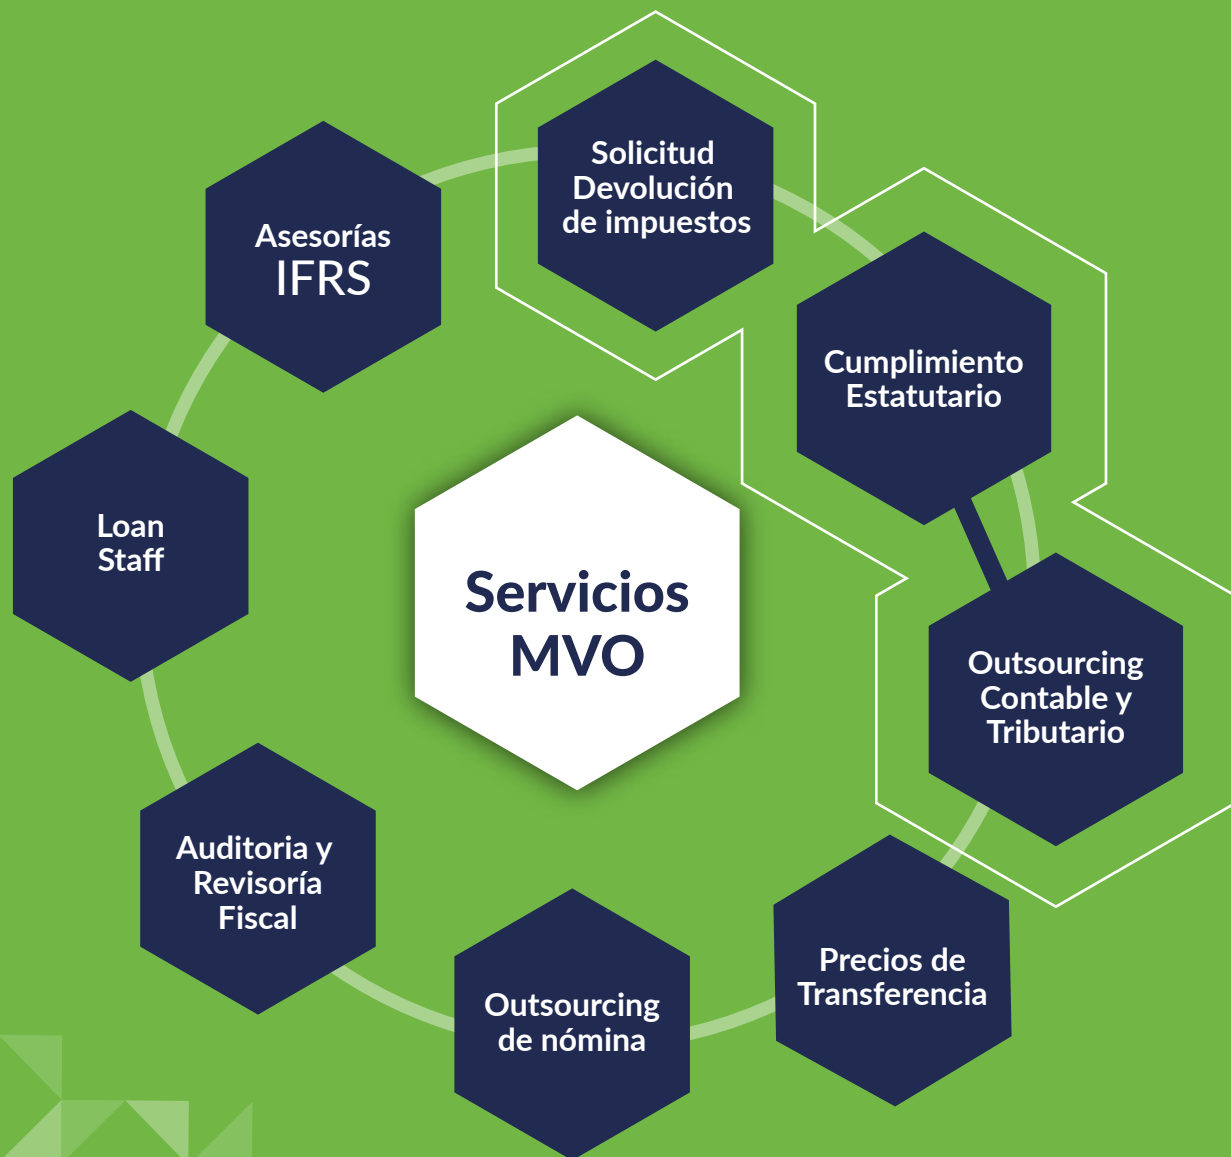 Solicitud
Devolución
de impuestos
Asesorías
IFRS
Cumplimiento
Estatutario
Loan
Staff
Servicios
MVO
Outsourcing
Contable y
Tributario
Auditoria y
Revisoría
Fiscal
Precios de
Transferencia
Outsourcing
de nómina